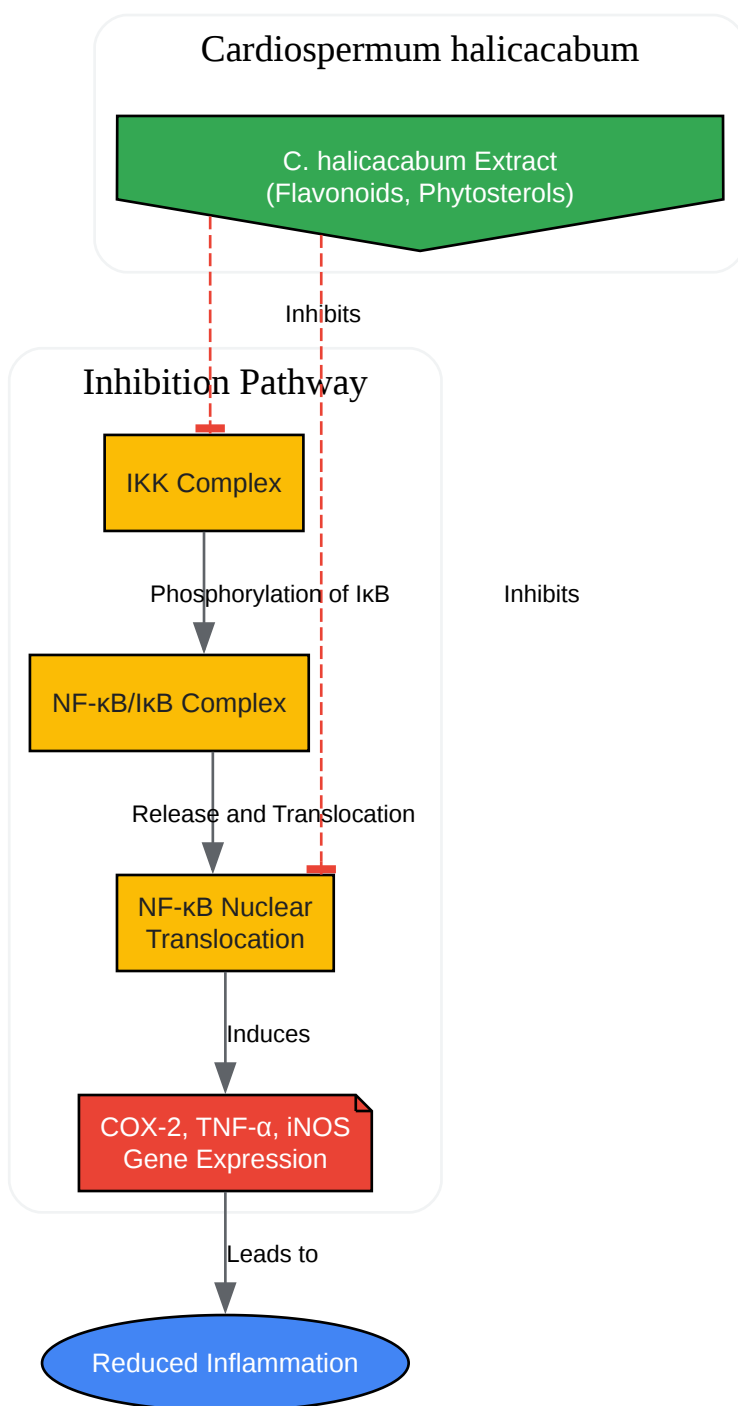 Cardiospermum halicacabum
C. halicacabum Extract
(Flavonoids, Phytosterols)
Inhibits
Inhibition Pathway
IKK Complex
Phosphorylation of IκB
Inhibits
NF-κB/IκB Complex
Release and Translocation
NF-κB Nuclear
Translocation
Induces
COX-2, TNF-α, iNOS
Gene Expression
Leads to
Reduced Inflammation